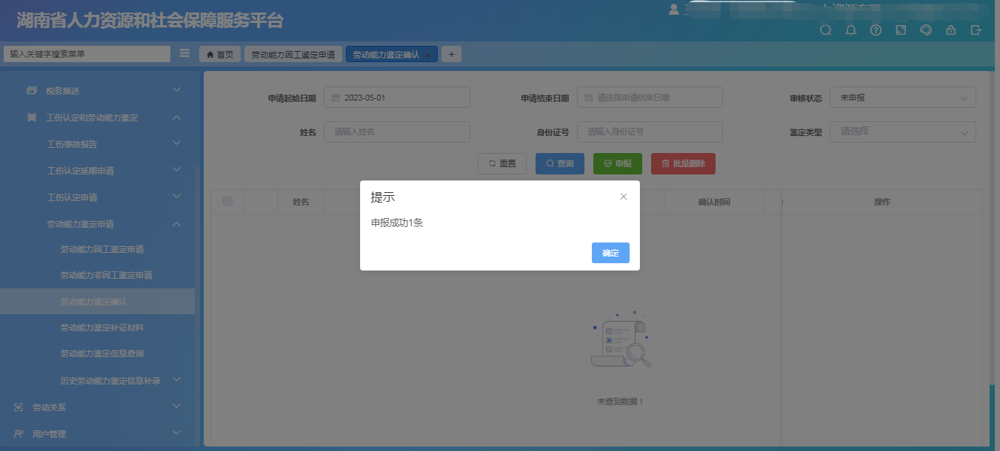 湖南省人力资源和社会保障服务平台
输入关键字搜索菜单
首页
劳动能力因工鉴定申请
劳动能力鉴定确认 ×
+
税务推送
工伤认定和劳动能力鉴定
工伤事故报告
工伤认定延期申请
工伤认定申请
劳动能力鉴定申请
劳动能力因工鉴定申请
劳动能力非因工鉴定申请
劳动能力鉴定确认
劳动能力鉴定补证材料
劳动能力鉴定信息查询
历史劳动能力鉴定信息补录
劳动关系
用户管理
申请起始日期 2023-05-01
申请结束日期 请选择申请结束日期
审核状态 未申报
姓名 请输入姓名
身份证号 请输入身份证号
鉴定类型 请选择
重置 查询 申报 批量删除
姓名 确认时间 操作
提示
申报成功1条
确定
未查到数据！